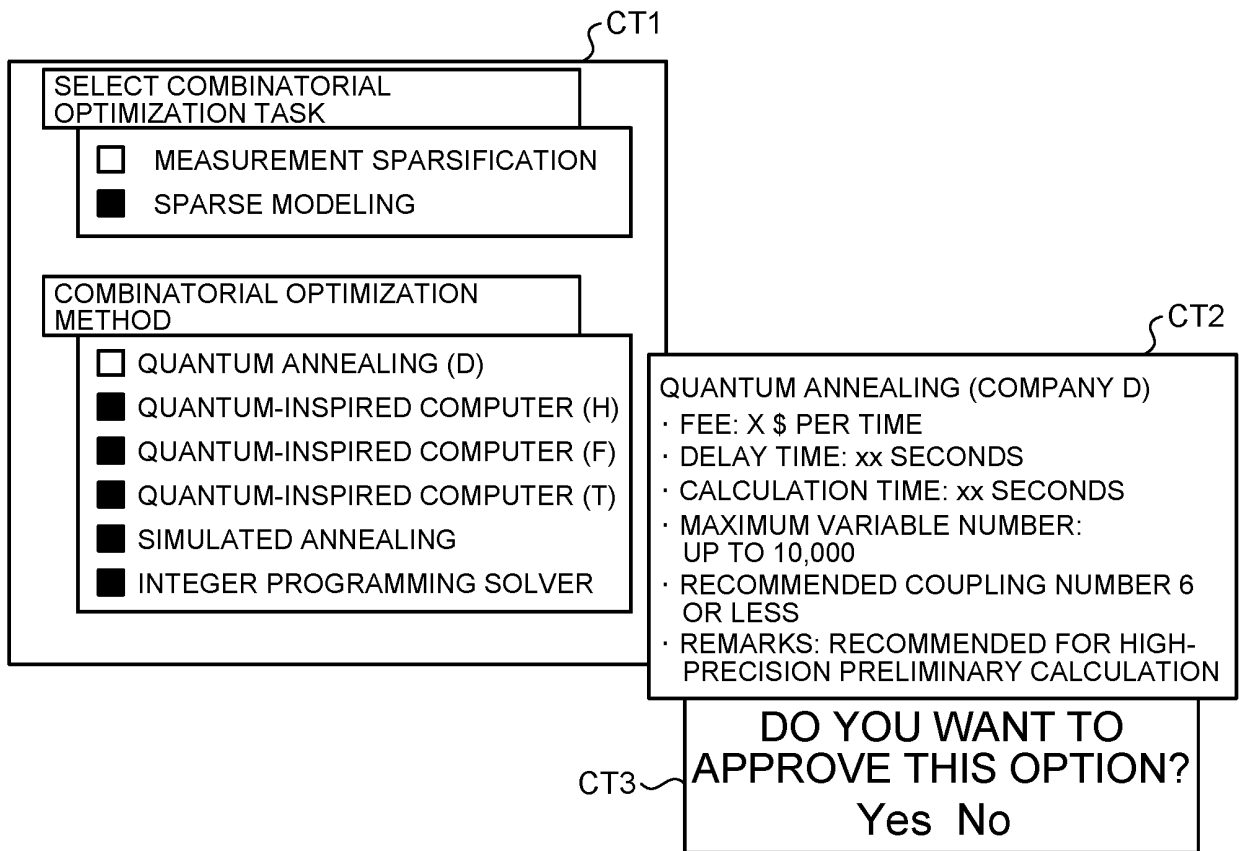 CT1
SELECT COMBINATORIAL
OPTIMIZATION TASK
MEASUREMENT SPARSIFICATION
SPARSE MODELING
COMBINATORIAL OPTIMIZATION
METHOD
QUANTUM ANNEALING (D)
QUANTUM-INSPIRED COMPUTER (H)
QUANTUM-INSPIRED COMPUTER (F)
QUANTUM-INSPIRED COMPUTER (T)
SIMULATED ANNEALING
INTEGER PROGRAMMING SOLVER
CT2
QUANTUM ANNEALING (COMPANY D)
· FEE: X $ PER TIME
· DELAY TIME: xx SECONDS
· CALCULATION TIME: xx SECONDS
· MAXIMUM VARIABLE NUMBER:
UP TO 10,000
· RECOMMENDED COUPLING NUMBER 6
OR LESS
· REMARKS: RECOMMENDED FOR HIGH-
PRECISION PRELIMINARY CALCULATION
CT3
DO YOU WANT TO
APPROVE THIS OPTION?
Yes No